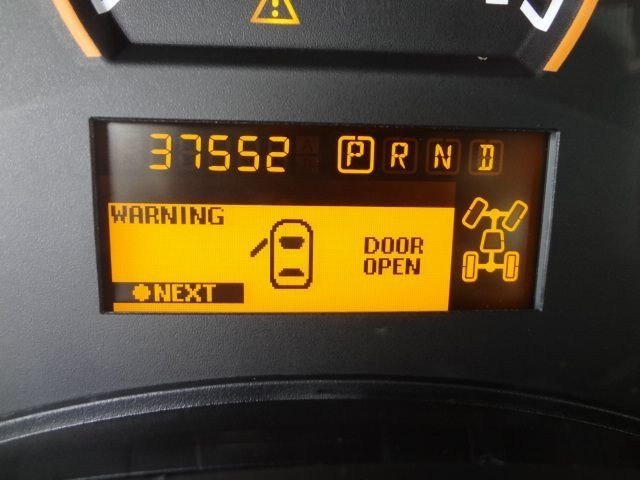 37552 P R N D
WARNING
DOOR
OPEN
NEXT